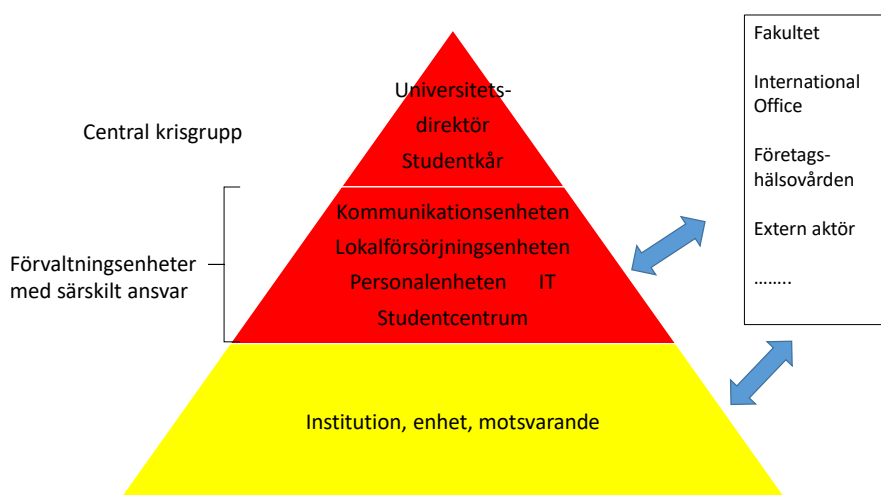 Universitets-
direktör
Studentkår
Central krisgrupp
Kommunikationsenheten
Lokalförsörjningsenheten
Personalenheten IT
Studentcentrum
Förvaltningsenheter
med särskilt ansvar
Institution, enhet, motsvarande
Fakultet
International
Office
Företags-
hälsovården
Extern aktör
........